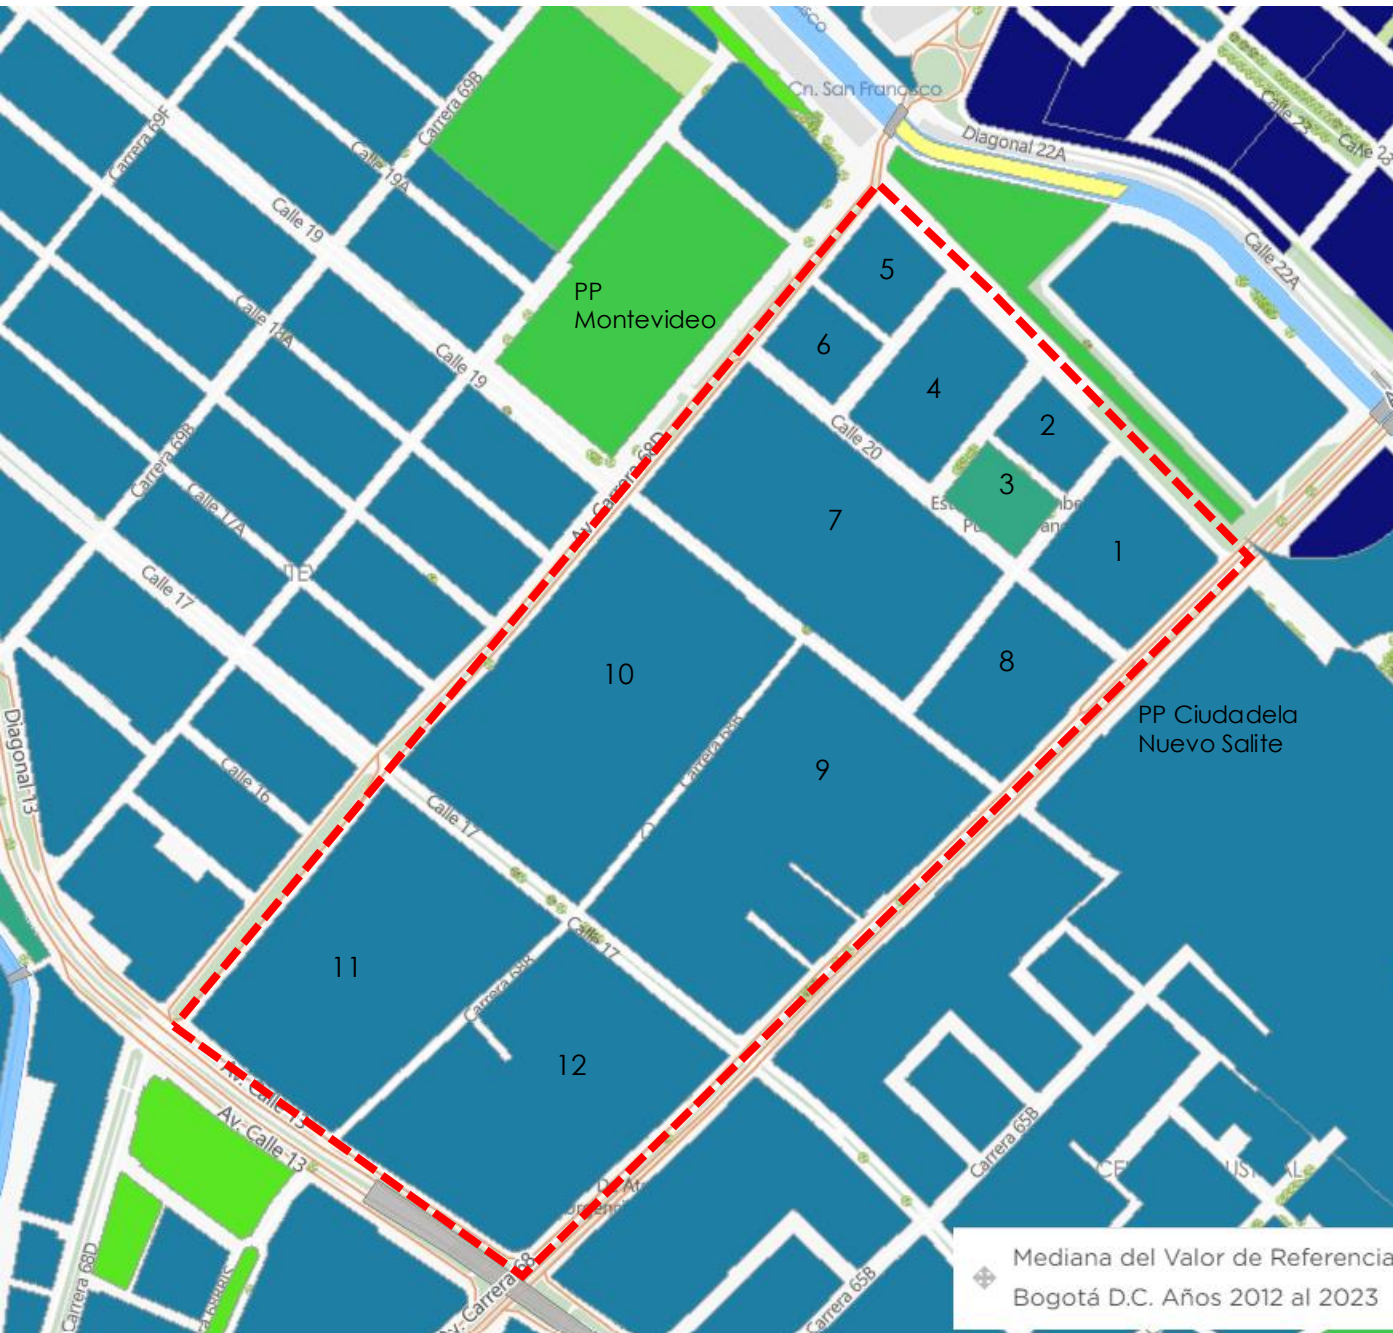 Cn. San Francisco
Diagonal 22A
Calle 23
Calle 22A
Carrera 69F
Carrera 69B
Calle 19A
Calle 19
PP
Montevideo
5
6
4
2
Calle 18A
Calle 19
Calle 20
3
1
7
Carrera 69B
Calle 17A
Av. Carrera 68D
Calle 17
8
10
PP Ciudadela
Nuevo Salite
Diagonal 13
9
Calle 16
Calle 17
Calle 17
11
Carrera 68B
12
Av. Calle 13
Av. Calle 13
Carrera 65B
Carrera 68D
Av. Carrera 68
Carrera 65B
Mediana del Valor de Referencia
Bogotá D.C. Años 2012 al 2023